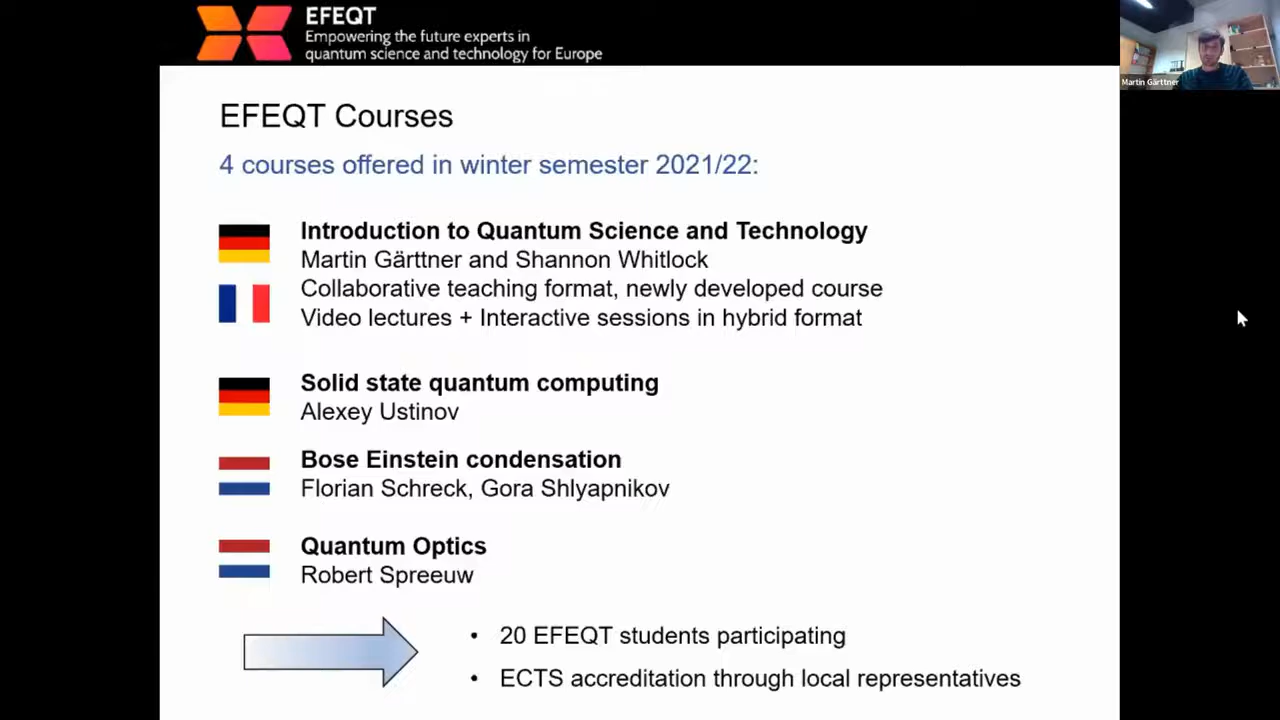 EFEQT
Empowering the future experts in
quantum science and technology for Europe
Martin Gärttner
EFEQT Courses
4 courses offered in winter semester 2021/22:
Introduction to Quantum Science and Technology
Martin Gärttner and Shannon Whitlock
Collaborative teaching format, newly developed course
Video lectures + Interactive sessions in hybrid format
Solid state quantum computing
Alexey Ustinov
Bose Einstein condensation
Florian Schreck, Gora Shlyapnikov
Quantum Optics
Robert Spreeuw
• 20 EFEQT students participating
• ECTS accreditation through local representatives